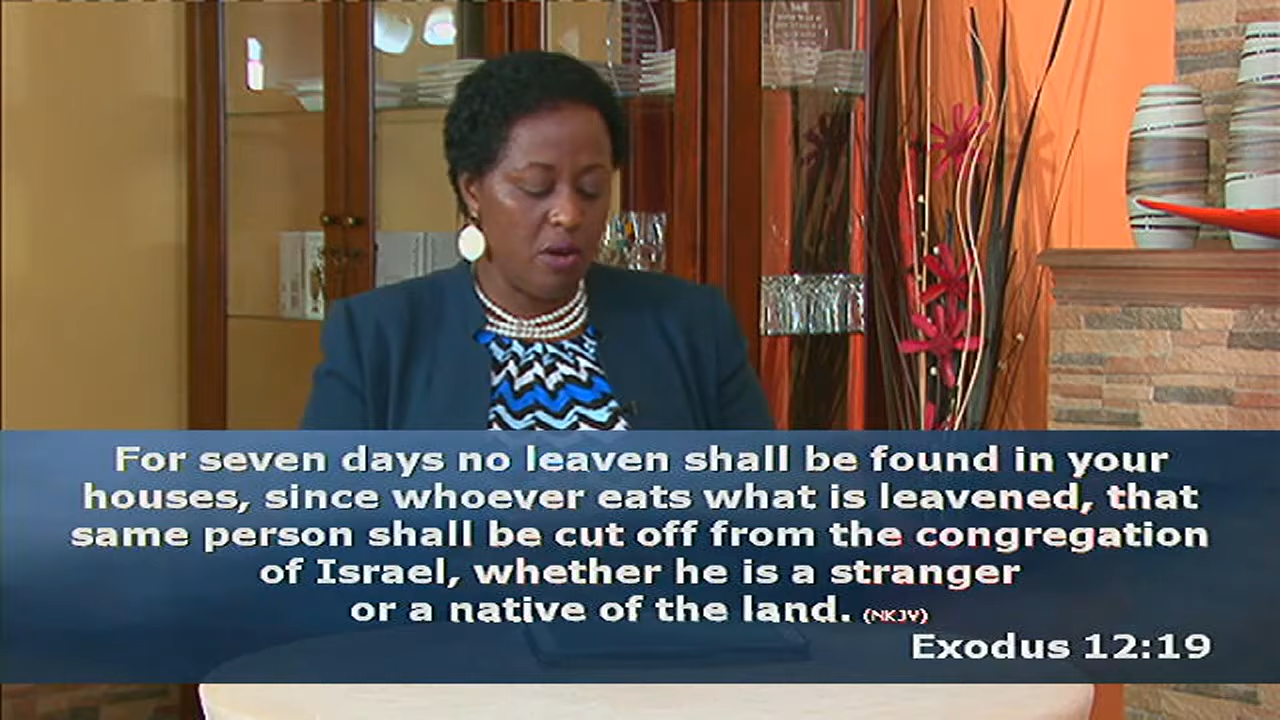 For seven days no leaven shall be found in your
houses, since whoever eats what is leavened, that
same person shall be cut off from the congregation
of Israel, whether he is a stranger
or a native of the land. (NKJV)
Exodus 12:19